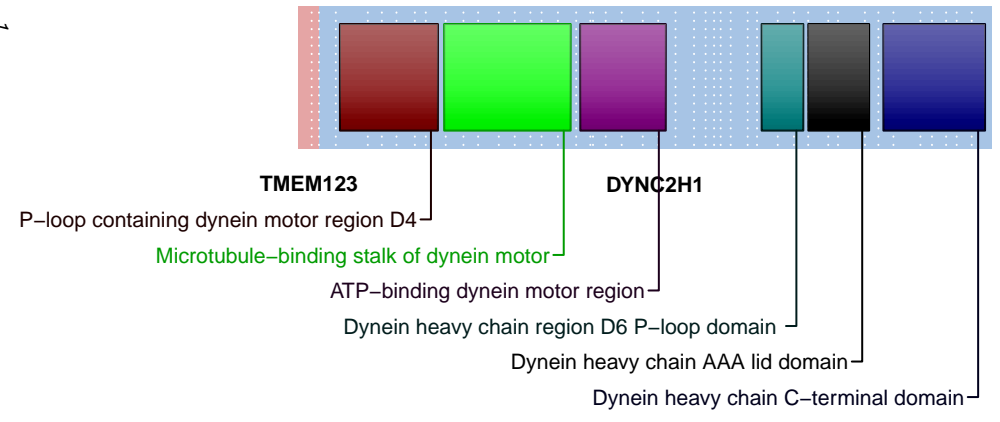 TMEM123 DYNC2H1
P−loop containing dynein motor region D4
Microtubule−binding stalk of dynein motor
ATP−binding dynein motor region
Dynein heavy chain region D6 P−loop domain
Dynein heavy chain AAA lid domain
Dynein heavy chain C−terminal domain